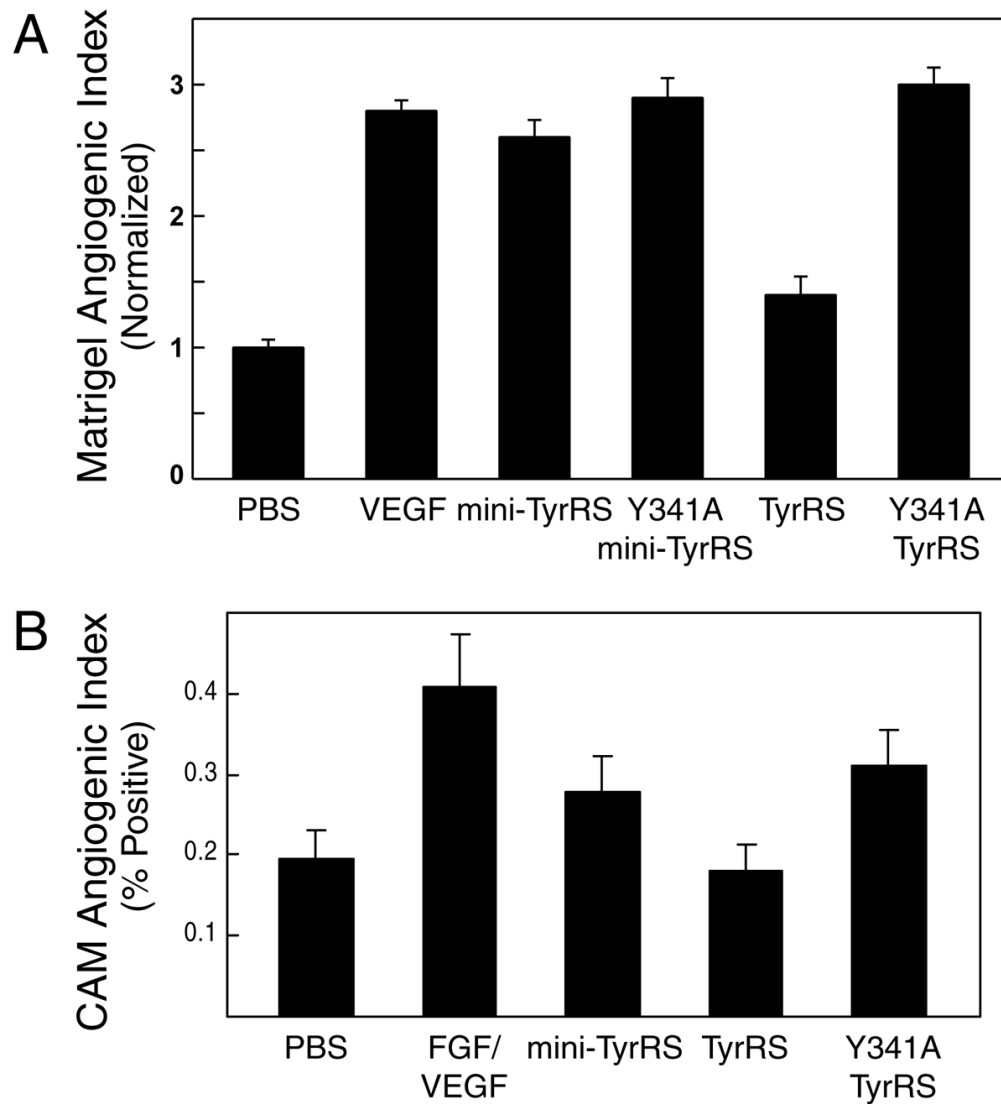 A
Matrigel Angiogenic Index
(Normalized)
3
2
1
0
PBS
VEGF
mini-TyrRS
Y341A
mini-TyrRS
TyrRS
Y341A
TyrRS
B
CAM Angiogenic Index
(% Positive)
0.4
0.3
0.2
0.1
PBS
FGF/
VEGF
mini-TyrRS
TyrRS
Y341A
TyrRS